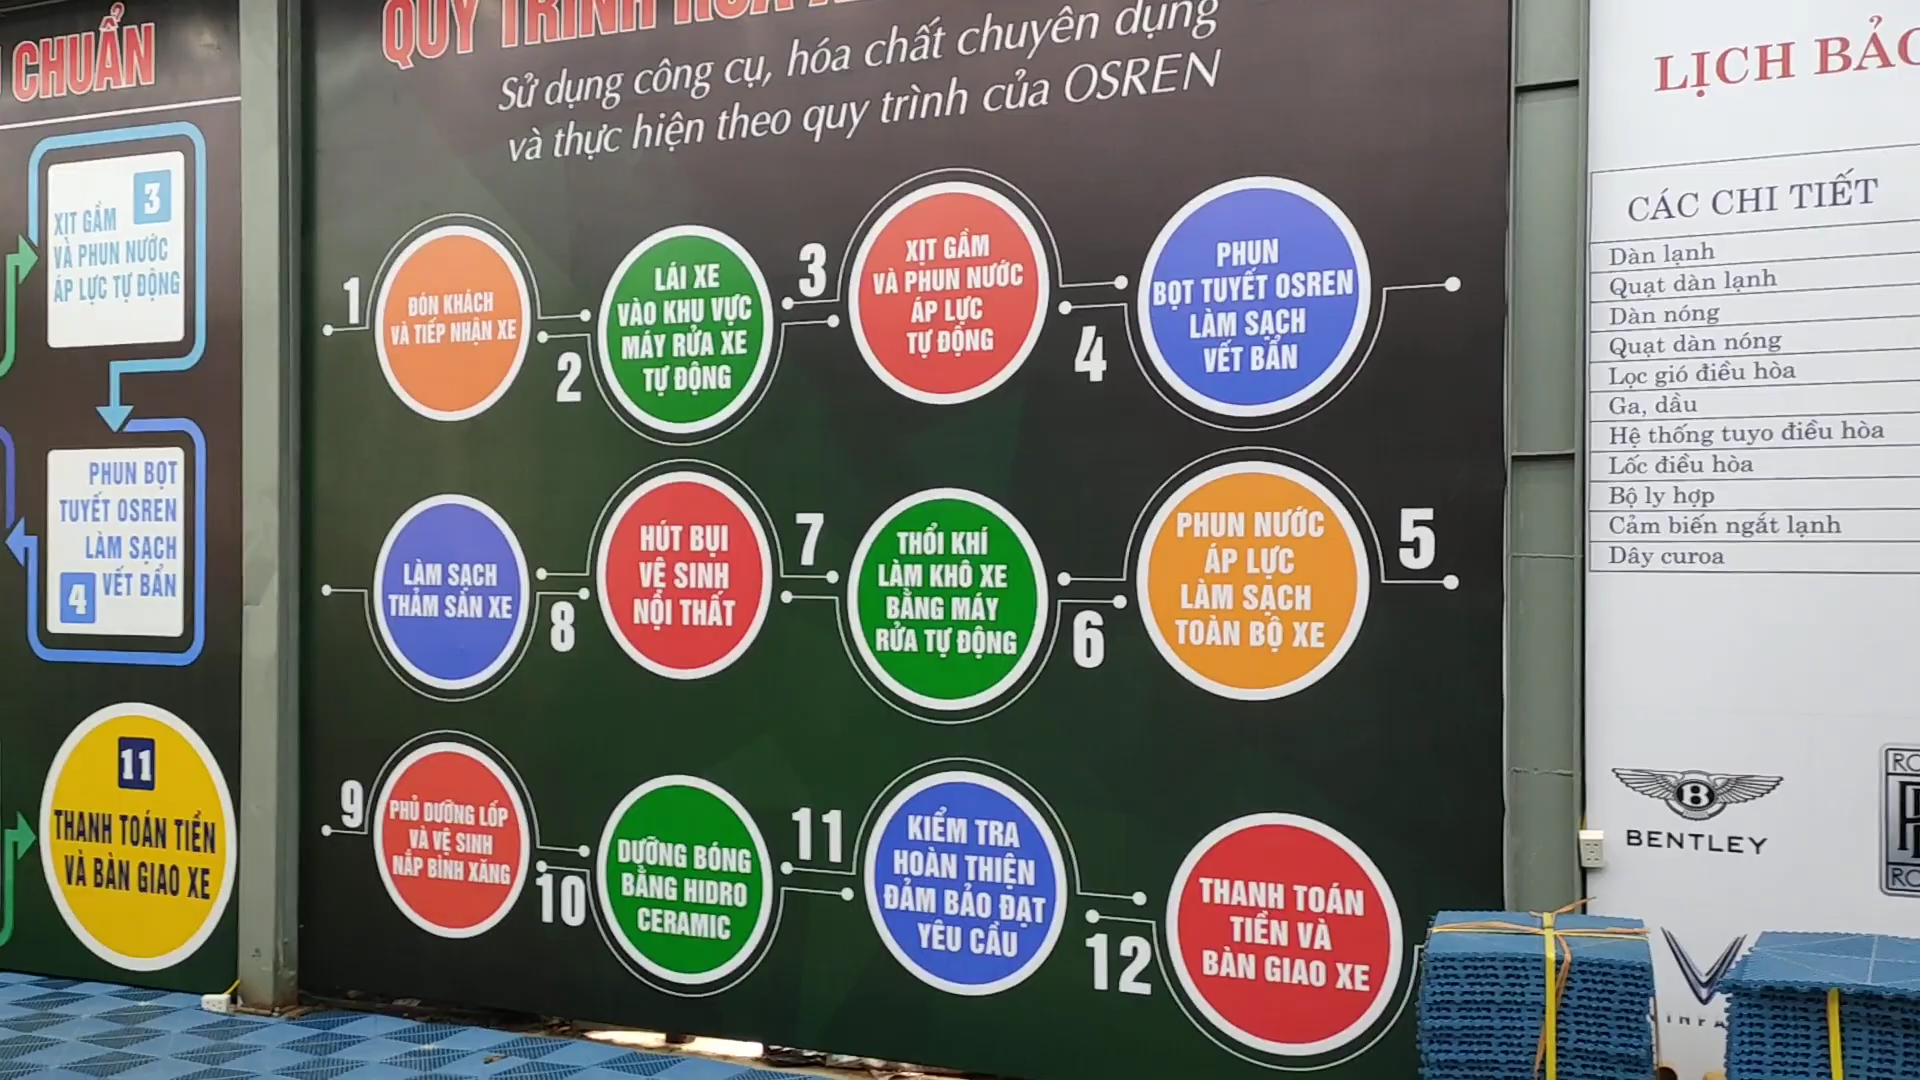 CHUẨN
3
XỊT GẦM
VÀ PHUN NƯỚC
ÁP LỰC TỰ ĐỘNG
PHUN BỌT
TUYẾT OSREN
LÀM SẠCH
4 VẾT BẨN
11
THANH TOÁN TIỀN
VÀ BÀN GIAO XE
QUY TRÌNH RỬA
Sử dụng công cụ, hóa chất chuyên dụng
và thực hiện theo quy trình của OSREN
1
ĐÓN KHÁCH
VÀ TIẾP NHẬN XE
2
LÁI XE
VÀO KHU VỰC
MÁY RỬA XE
TỰ ĐỘNG
3
XỊT GẦM
VÀ PHUN NƯỚC
ÁP LỰC
TỰ ĐỘNG
4
PHUN
BỌT TUYẾT OSREN
LÀM SẠCH
VẾT BẨN
LÀM SẠCH
THẢM SÀN XE
8
HÚT BỤI
VỆ SINH
NỘI THẤT
7
THỔI KHÍ
LÀM KHÔ XE
BẰNG MÁY
RỬA TỰ ĐỘNG
6
PHUN NƯỚC
ÁP LỰC
LÀM SẠCH
TOÀN BỘ XE
5
9
PHỦ DƯỠNG LỐP
VÀ VỆ SINH
NẮP BÌNH XĂNG
10
DƯỠNG BÓNG
BẰNG HIDRO
CERAMIC
11
KIỂM TRA
HOÀN THIỆN
ĐẢM BẢO ĐẠT
YÊU CẦU
12
THANH TOÁN
TIỀN VÀ
BÀN GIAO XE
LỊCH BẢO
CÁC CHI TIẾT
Dàn lạnh
Quạt dàn lạnh
Dàn nóng
Quạt dàn nóng
Lọc gió điều hòa
Ga, dầu
Hệ thống tuyo điều hòa
Lốc điều hòa
Bộ ly hợp
Cảm biến ngắt lạnh
Dây curoa
B
BENTLEY